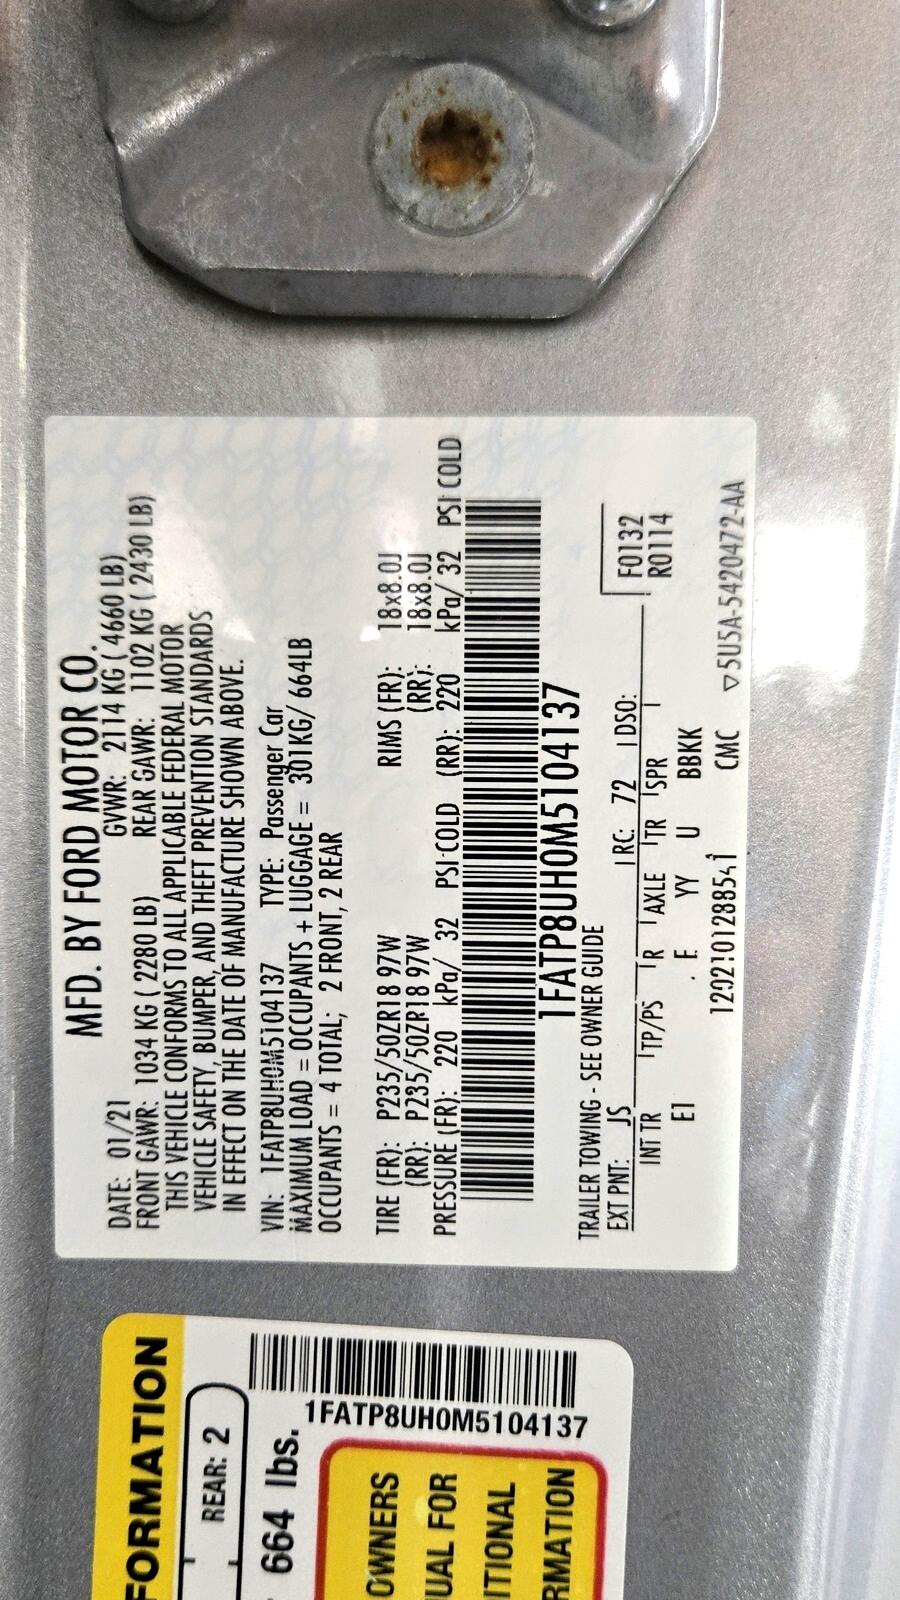 MFD. BY FORD MOTOR CO.
DATE: 01/21 GVWR: 2114 KG ( 4660 LB)
FRONT GAWR: 1034 KG ( 2280 LB) REAR GAWR: 1102 KG ( 2430 LB)
THIS VEHICLE CONFORMS TO ALL APPLICABLE FEDERAL MOTOR
VEHICLE SAFETY, BUMPER, AND THEFT PREVENTION STANDARDS
IN EFFECT ON THE DATE OF MANUFACTURE SHOWN ABOVE.
VIN: 1FATP8UH0M5104137 TYPE: Passenger Car
MAXIMUM LOAD = OCCUPANTS + LUGGAGE = 301KG/ 664LB
OCCUPANTS = 4 TOTAL; 2 FRONT, 2 REAR
TIRE (FR): P235/50ZR18 97W RIMS (FR): 18x8.0J
(RR): P235/50ZR18 97W (RR): 18x8.0J
PRESSURE (FR): 220 kPa/ 32 PSI COLD (RR): 220 kPa/ 32 PSI COLD
1FATP8UH0M5104137
TRAILER TOWING - SEE OWNER GUIDE
EXT PNT: JS RC: 72 DSO: F0132
INT TR TP/PS R AXLE TR SPR R0114
E1 . E YY U BBKK
CMC ▽5U5A-5420472-AA
FORMATION
REAR: 2
664 lbs.
1FATP8UH0M5104137
OWNERS
UAL FOR
ITIONAL
RMATION